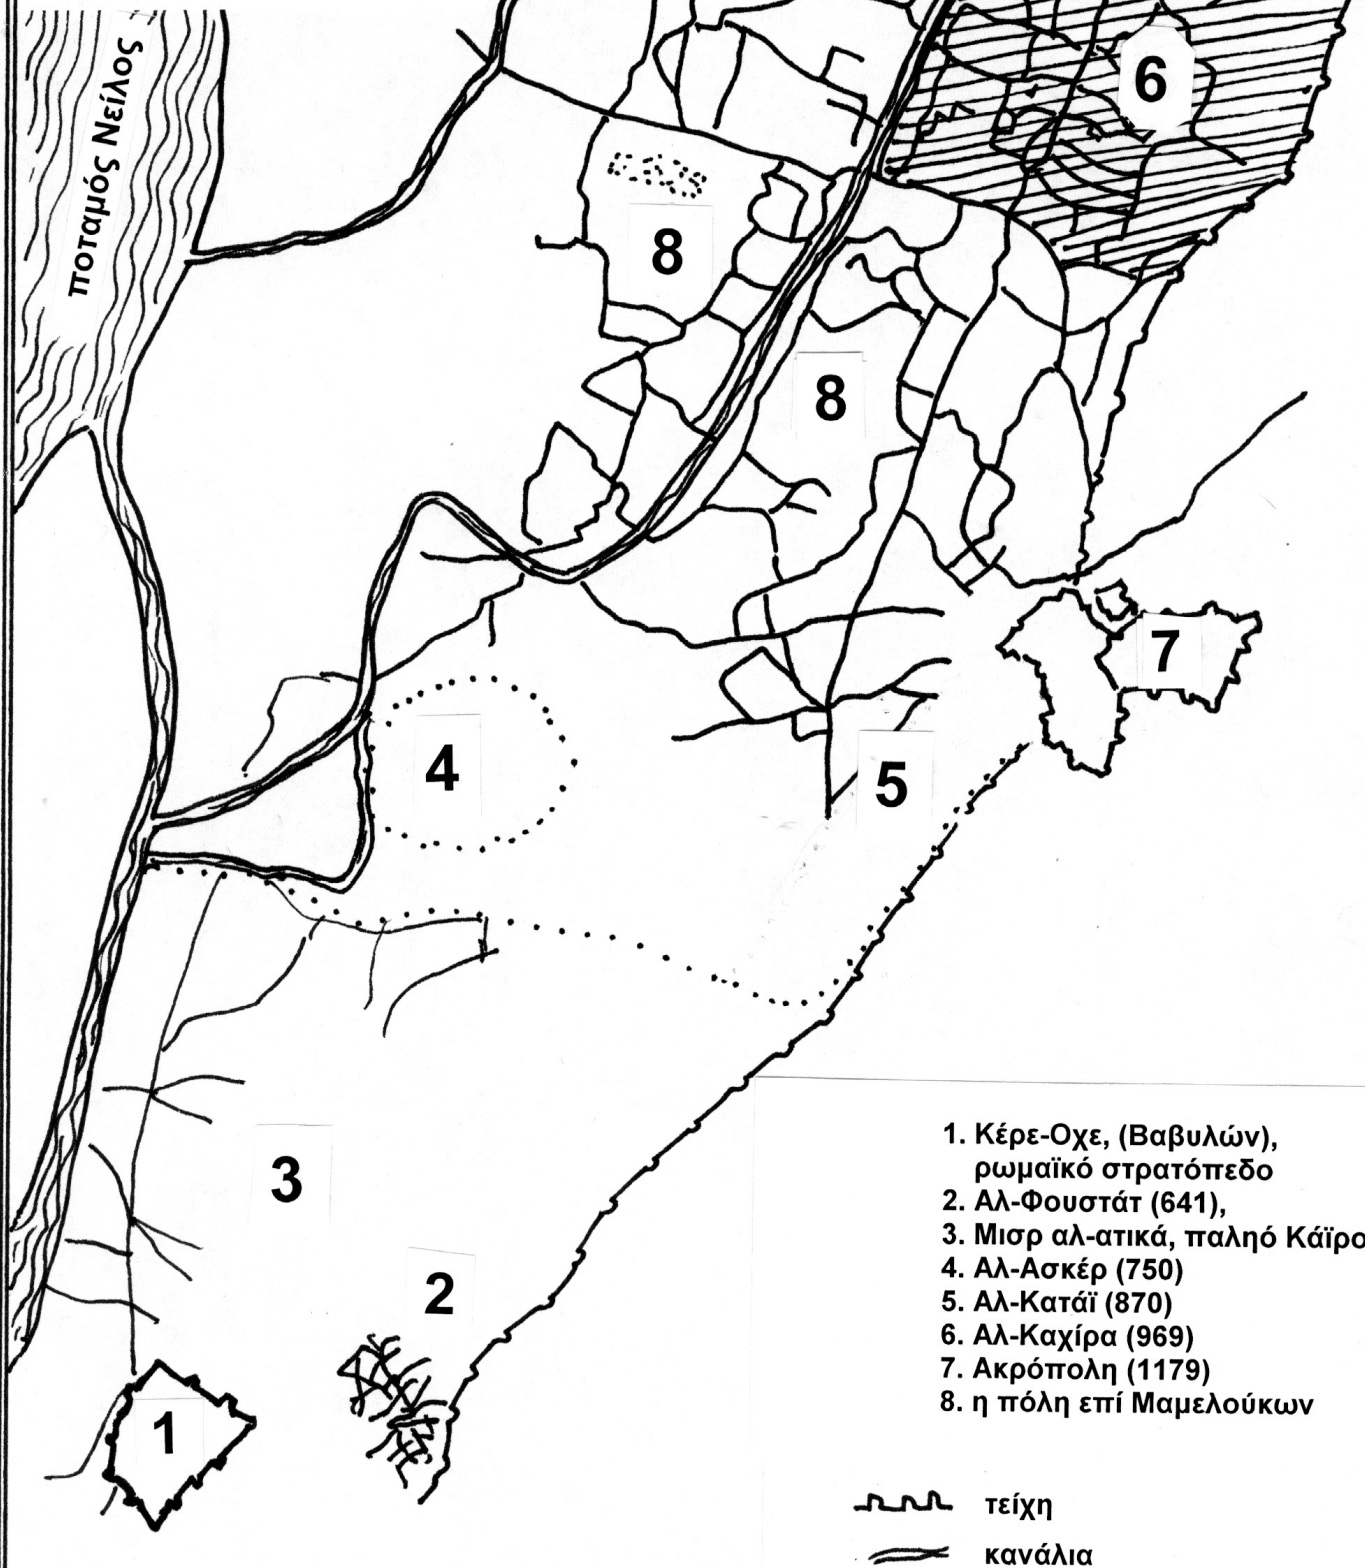 ποταμός Νείλος
6
8
8
7
4
5
3
2
1
1. Κέρε-Οχε, (Βαβυλών),
ρωμαϊκό στρατόπεδο
2. Αλ-Φουστάτ (641),
3. Μισρ αλ-ατικά, παληό Κάϊρο
4. Αλ-Ασκέρ (750)
5. Αλ-Κατάϊ (870)
6. Αλ-Καχίρα (969)
7. Ακρόπολη (1179)
8. η πόλη επί Μαμελούκων
τείχη
κανάλια